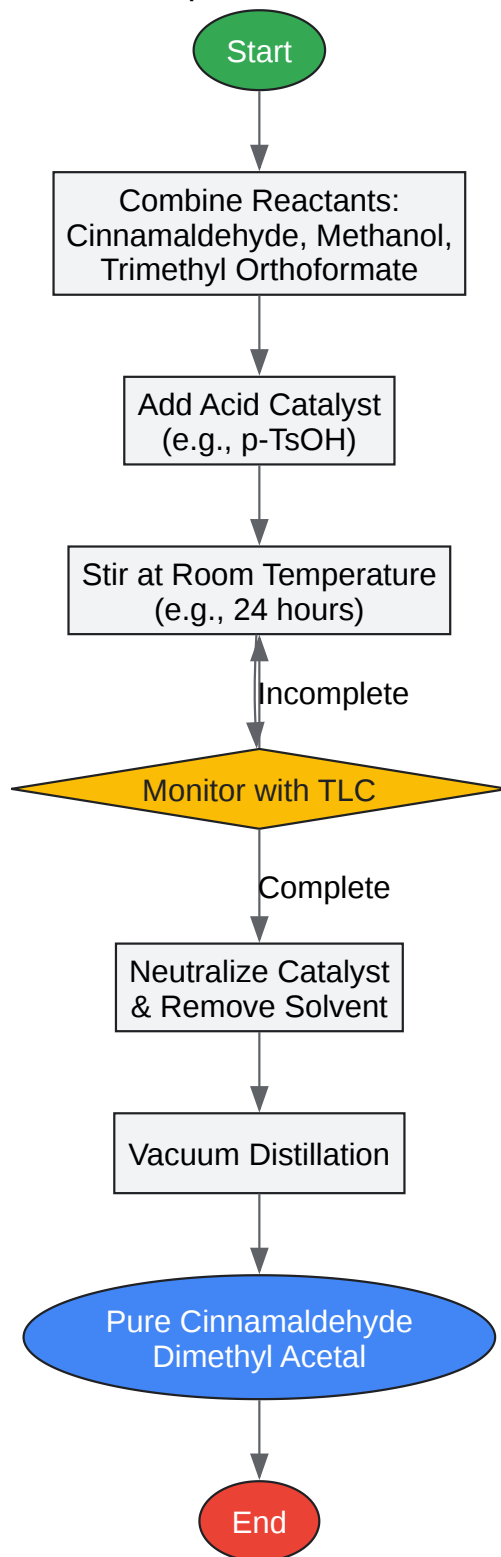 Start
Combine Reactants:
Cinnamaldehyde, Methanol,
Trimethyl Orthoformate
Add Acid Catalyst
(e.g., p-TsOH)
Stir at Room Temperature
(e.g., 24 hours)
Incomplete
Monitor with TLC
Complete
Neutralize Catalyst
& Remove Solvent
Vacuum Distillation
Pure Cinnamaldehyde
Dimethyl Acetal
End